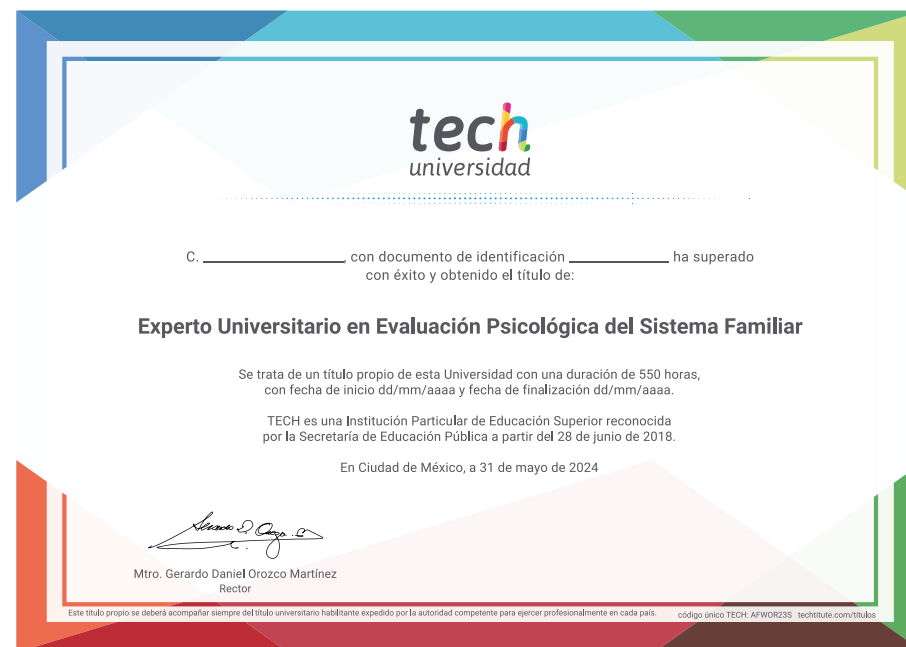 tech
universidad
C. ____________, con documento de identificación ____________ ha superado
con éxito y obtenido el título de:
Experto Universitario en Evaluación Psicológica del Sistema Familiar
Se trata de un título propio de esta Universidad con una duración de 550 horas,
con fecha de inicio dd/mm/aaaa y fecha de finalización dd/mm/aaaa.
TECH es una Institución Particular de Educación Superior reconocida
por la Secretaría de Educación Pública a partir del 28 de junio de 2018.
En Ciudad de México, a 31 de mayo de 2024
Mtro. Gerardo Daniel Orozco Martínez
Rector
Este título propio se deberá acompañar siempre del título universitario habilitante expedido por la autoridad competente para ejercer profesionalmente en cada país.
código único TECH: AFWOR23S techtitute.com/titulos